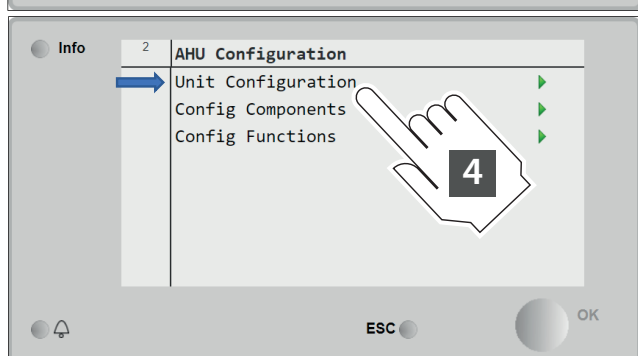 Info
2
AHU Configuration
Unit Configuration
Config Components
Config Functions
4
ESC
OK